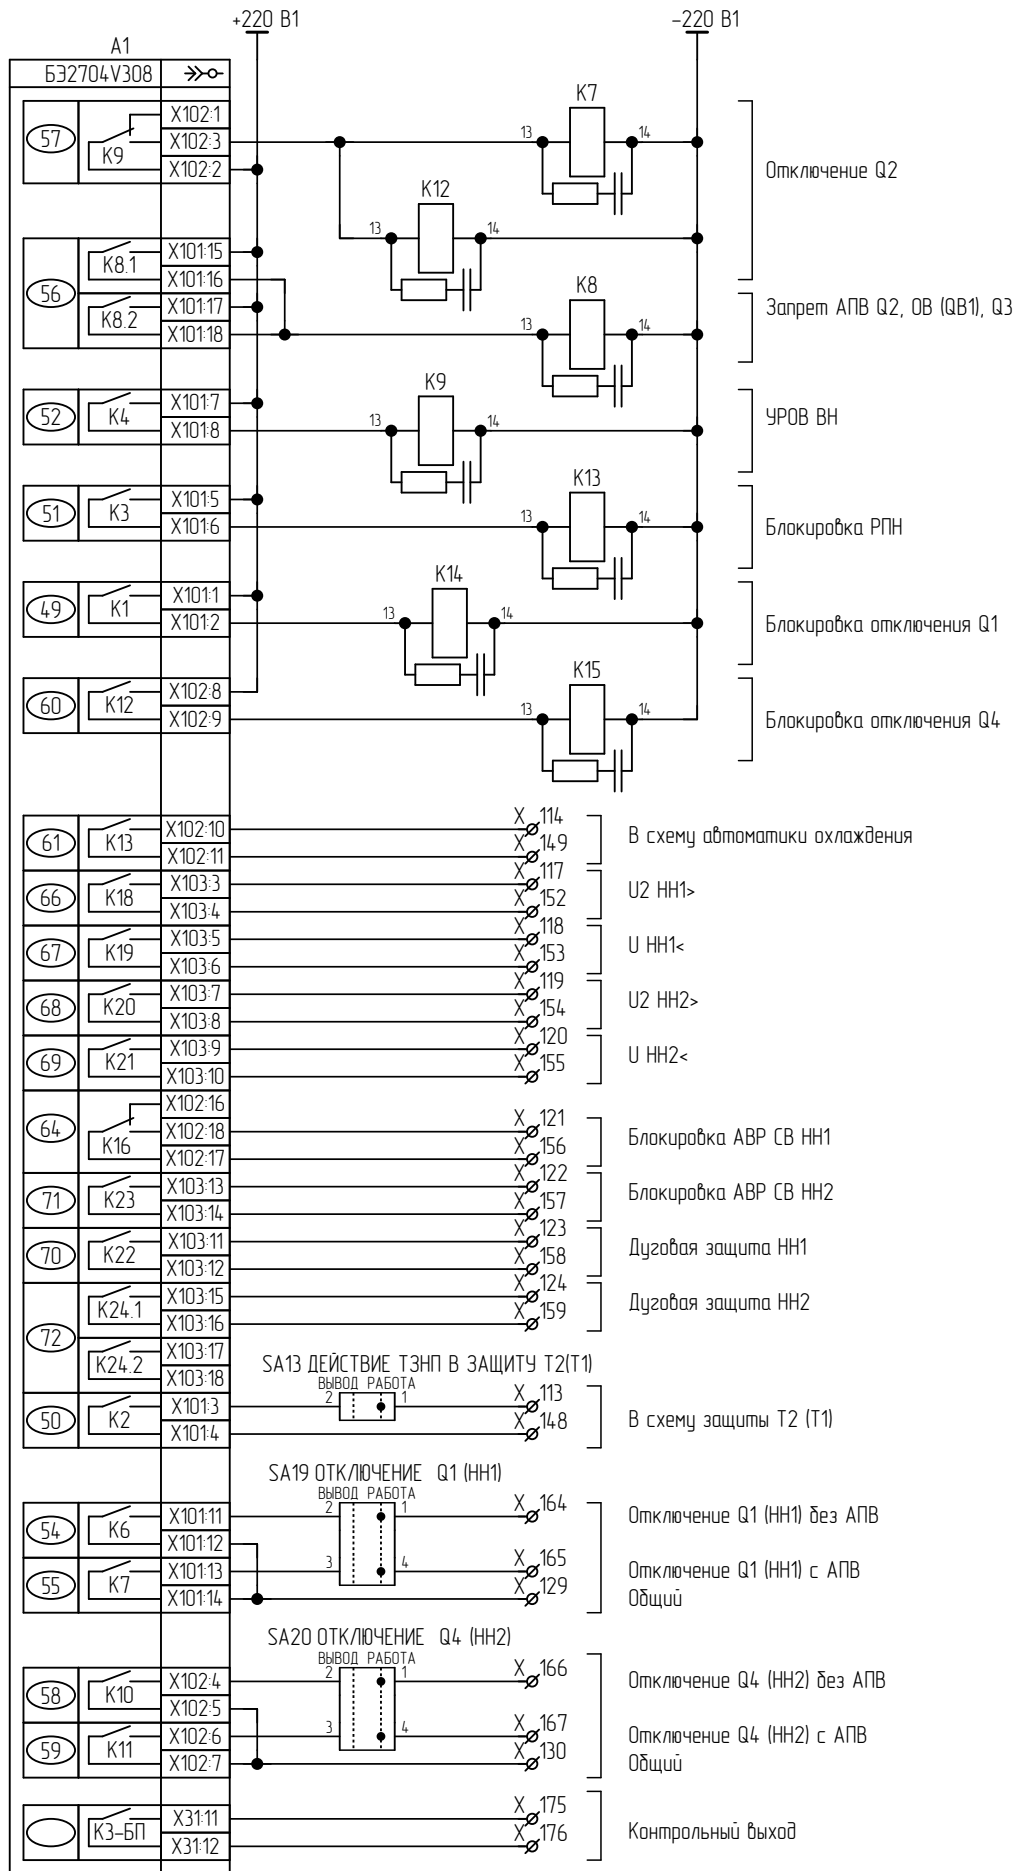 +220 В1
-220 В1
А1
БЭ2704V308
57
K9
X102:1
X102:3
X102:2
13
K7
14
13
K12
14
Отключение Q2
56
K8.1
K8.2
X101:15
X101:16
X101:17
X101:18
13
K8
14
Запрет АПВ Q2, ОВ (QB1), Q3
52
K4
X101:7
X101:8
13
K9
14
УРОВ ВН
51
K3
X101:5
X101:6
13
K13
14
Блокировка РПН
49
K1
X101:1
X101:2
13
K14
14
Блокировка отключения Q1
60
K12
X102:8
X102:9
13
K15
14
Блокировка отключения Q4
61
K13
X102:10
X102:11
X 114
X 149
В схему автоматики охлаждения
66
K18
X103:3
X103:4
X 117
X 152
U2 НН1>
67
K19
X103:5
X103:6
X 118
X 153
U НН1<
68
K20
X103:7
X103:8
X 119
X 154
U2 НН2>
69
K21
X103:9
X103:10
X 120
X 155
U НН2<
64
K16
X102:16
X102:18
X102:17
X 121
X 156
Блокировка АВР СВ НН1
71
K23
X103:13
X103:14
X 122
X 157
Блокировка АВР СВ НН2
70
K22
X103:11
X103:12
X 123
X 158
Дуговая защита НН1
72
K24.1
K24.2
X103:15
X103:16
X103:17
X103:18
X 124
X 159
Дуговая защита НН2
SA13 ДЕЙСТВИЕ ТЗНП В ЗАЩИТУ Т2(Т1)
ВЫВОД РАБОТА
50
K2
X101:3
X101:4
2
1
X 113
X 148
В схему защиты Т2 (Т1)
SA19 ОТКЛЮЧЕНИЕ Q1 (НН1)
ВЫВОД РАБОТА
54
K6
X101:11
X101:12
2
1
X 164
Отключение Q1 (НН1) без АПВ
55
K7
X101:13
X101:14
3
4
X 165
X 129
Отключение Q1 (НН1) с АПВ
Общий
SA20 ОТКЛЮЧЕНИЕ Q4 (НН2)
ВЫВОД РАБОТА
58
K10
X102:4
X102:5
2
1
X 166
Отключение Q4 (НН2) без АПВ
59
K11
X102:6
X102:7
3
4
X 167
X 130
Отключение Q4 (НН2) с АПВ
Общий
К3-БП
X31:11
X31:12
X 175
X 176
Контрольный выход